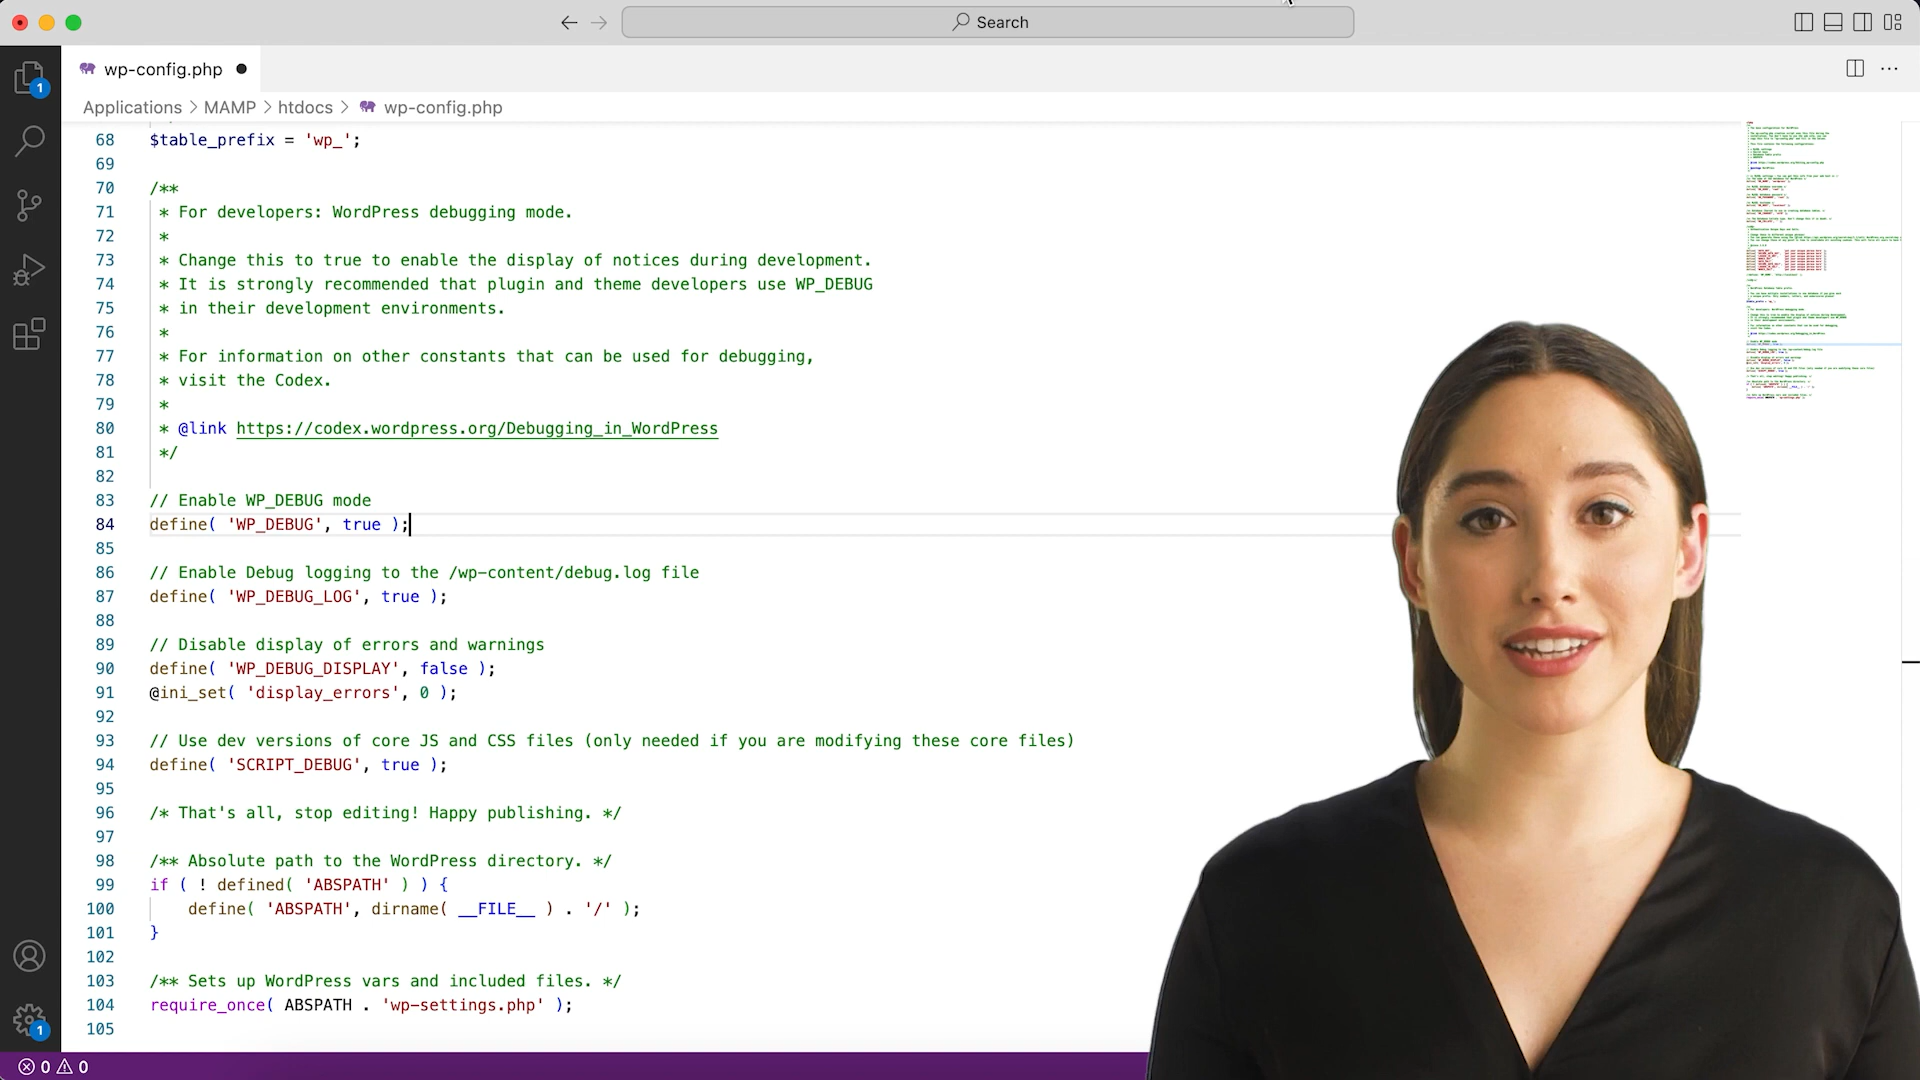 Search
wp-config.php
Applications > MAMP > htdocs > wp-config.php
1
68 $table_prefix = 'wp_';
69
70 /**
71 * For developers: WordPress debugging mode.
72 *
73 * Change this to true to enable the display of notices during development.
74 * It is strongly recommended that plugin and theme developers use WP_DEBUG
75 * in their development environments.
76 *
77 * For information on other constants that can be used for debugging,
78 * visit the Codex.
79 *
80 * @link https://codex.wordpress.org/Debugging_in_WordPress
81 */
82
83 // Enable WP_DEBUG mode
84 define( 'WP_DEBUG', true );
85
86 // Enable Debug logging to the /wp-content/debug.log file
87 define( 'WP_DEBUG_LOG', true );
88
89 // Disable display of errors and warnings
90 define( 'WP_DEBUG_DISPLAY', false );
91 @ini_set( 'display_errors', 0 );
92
93 // Use dev versions of core JS and CSS files (only needed if you are modifying these core files)
94 define( 'SCRIPT_DEBUG', true );
95
96 /* That's all, stop editing! Happy publishing. */
97
98 /** Absolute path to the WordPress directory. */
99 if ( ! defined( 'ABSPATH' ) ) {
100 define( 'ABSPATH', dirname( __FILE__ ) . '/' );
101 }
102
103 /** Sets up WordPress vars and included files. */
104 require_once( ABSPATH . 'wp-settings.php' );
105
1
0 0